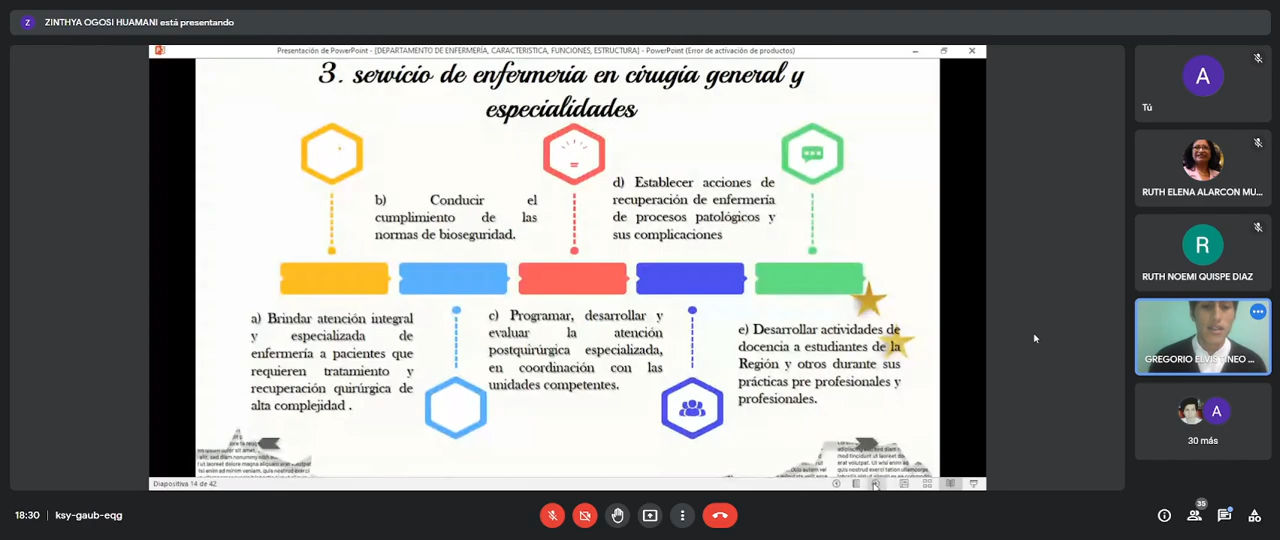 Z ZINTHYA OGOSI HUAMANI está presentando
Presentación de PowerPoint - [DEPARTAMENTO DE ENFERMERÍA, CARACTERISTICA, FUNCIONES, ESTRUCTURA] - PowerPoint (Error de activación de productos)
3. servicio de enfermería en cirugía general y
especialidades
b) Conducir el
cumplimiento de las
normas de bioseguridad.
d) Establecer acciones de
recuperación de enfermería
de procesos patológicos y
sus complicaciones
a) Brindar atención integral
y especializada de
enfermería a pacientes que
requieren tratamiento y
recuperación quirúrgica de
alta complejidad .
c) Programar, desarrollar y
evaluar la atención
postquirúrgica especializada,
en coordinación con las
unidades competentes.
e) Desarrollar actividades de
docencia a estudiantes de la
Región y otros durante sus
prácticas pre profesionales y
profesionales.
Diapositiva 14 de 42
A
Tú
RUTH ELENA ALARCON MU...
R
RUTH NOEMI QUISPE DIAZ
GREGORIO ELVIS TINEO ...
A
30 más
18:30 | ksy-gaub-eqg
35